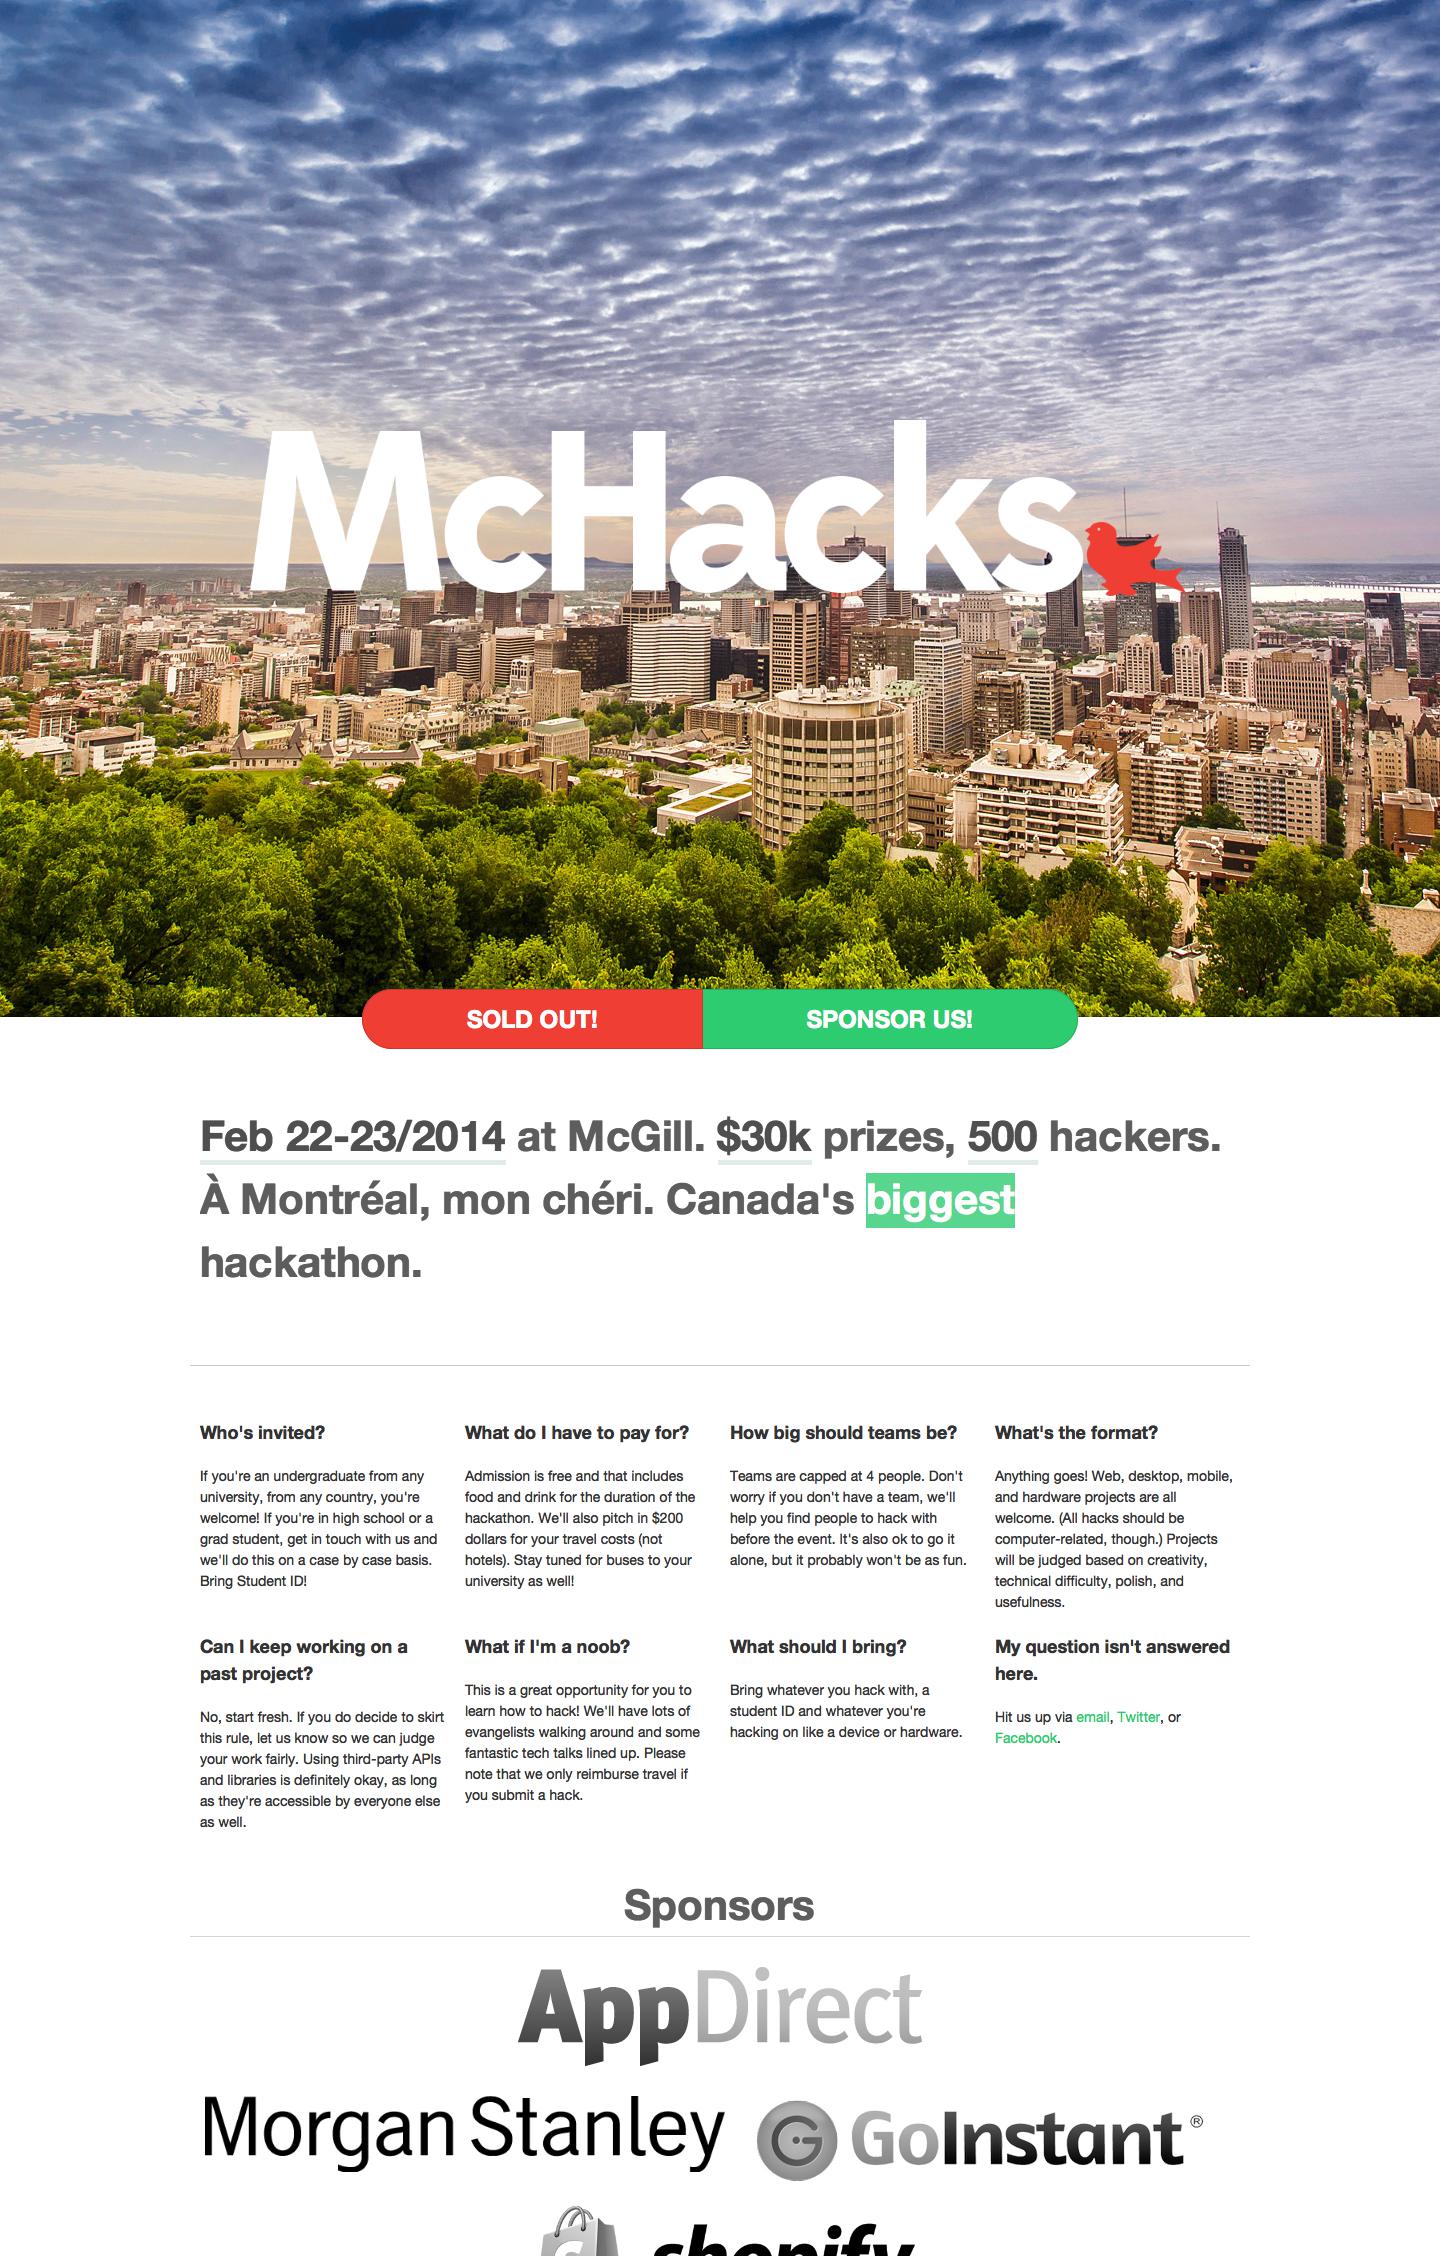 McHacks
SOLD OUT!
SPONSOR US!
Feb 22-23/2014 at McGill. $30k prizes, 500 hackers.
À Montréal, mon chéri. Canada's biggest
hackathon.
Who's invited?
If you're an undergraduate from any
university, from any country, you're
welcome! If you're in high school or a
grad student, get in touch with us and
we'll do this on a case by case basis.
Bring Student ID!
What do I have to pay for?
Admission is free and that includes
food and drink for the duration of the
hackathon. We'll also pitch in $200
dollars for your travel costs (not
hotels). Stay tuned for buses to your
university as well!
How big should teams be?
Teams are capped at 4 people. Don't
worry if you don't have a team, we'll
help you find people to hack with
before the event. It's also ok to go it
alone, but it probably won't be as fun.
What's the format?
Anything goes! Web, desktop, mobile,
and hardware projects are all
welcome. (All hacks should be
computer-related, though.) Projects
will be judged based on creativity,
technical difficulty, polish, and
usefulness.
Can I keep working on a
past project?
No, start fresh. If you do decide to skirt
this rule, let us know so we can judge
your work fairly. Using third-party APIs
and libraries is definitely okay, as long
as they're accessible by everyone else
as well.
What if I'm a noob?
This is a great opportunity for you to
learn how to hack! We'll have lots of
evangelists walking around and some
fantastic tech talks lined up. Please
note that we only reimburse travel if
you submit a hack.
What should I bring?
Bring whatever you hack with, a
student ID and whatever you're
hacking on like a device or hardware.
My question isn't answered
here.
Hit us up via email, Twitter, or
Facebook.
Sponsors
AppDirect
Morgan Stanley
GoInstant®
shopify